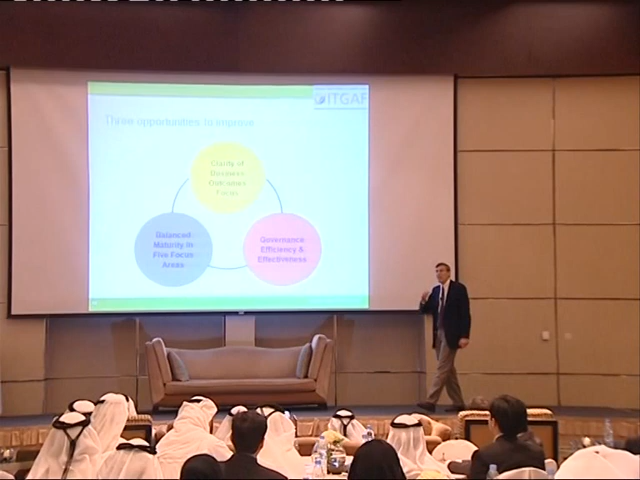 ITGAF
Three opportunities to improve
Clarity of
Business
Outcomes
Focus
Balanced
Maturity in
Five Focus
Areas
Governance
Efficiency &
Effectiveness